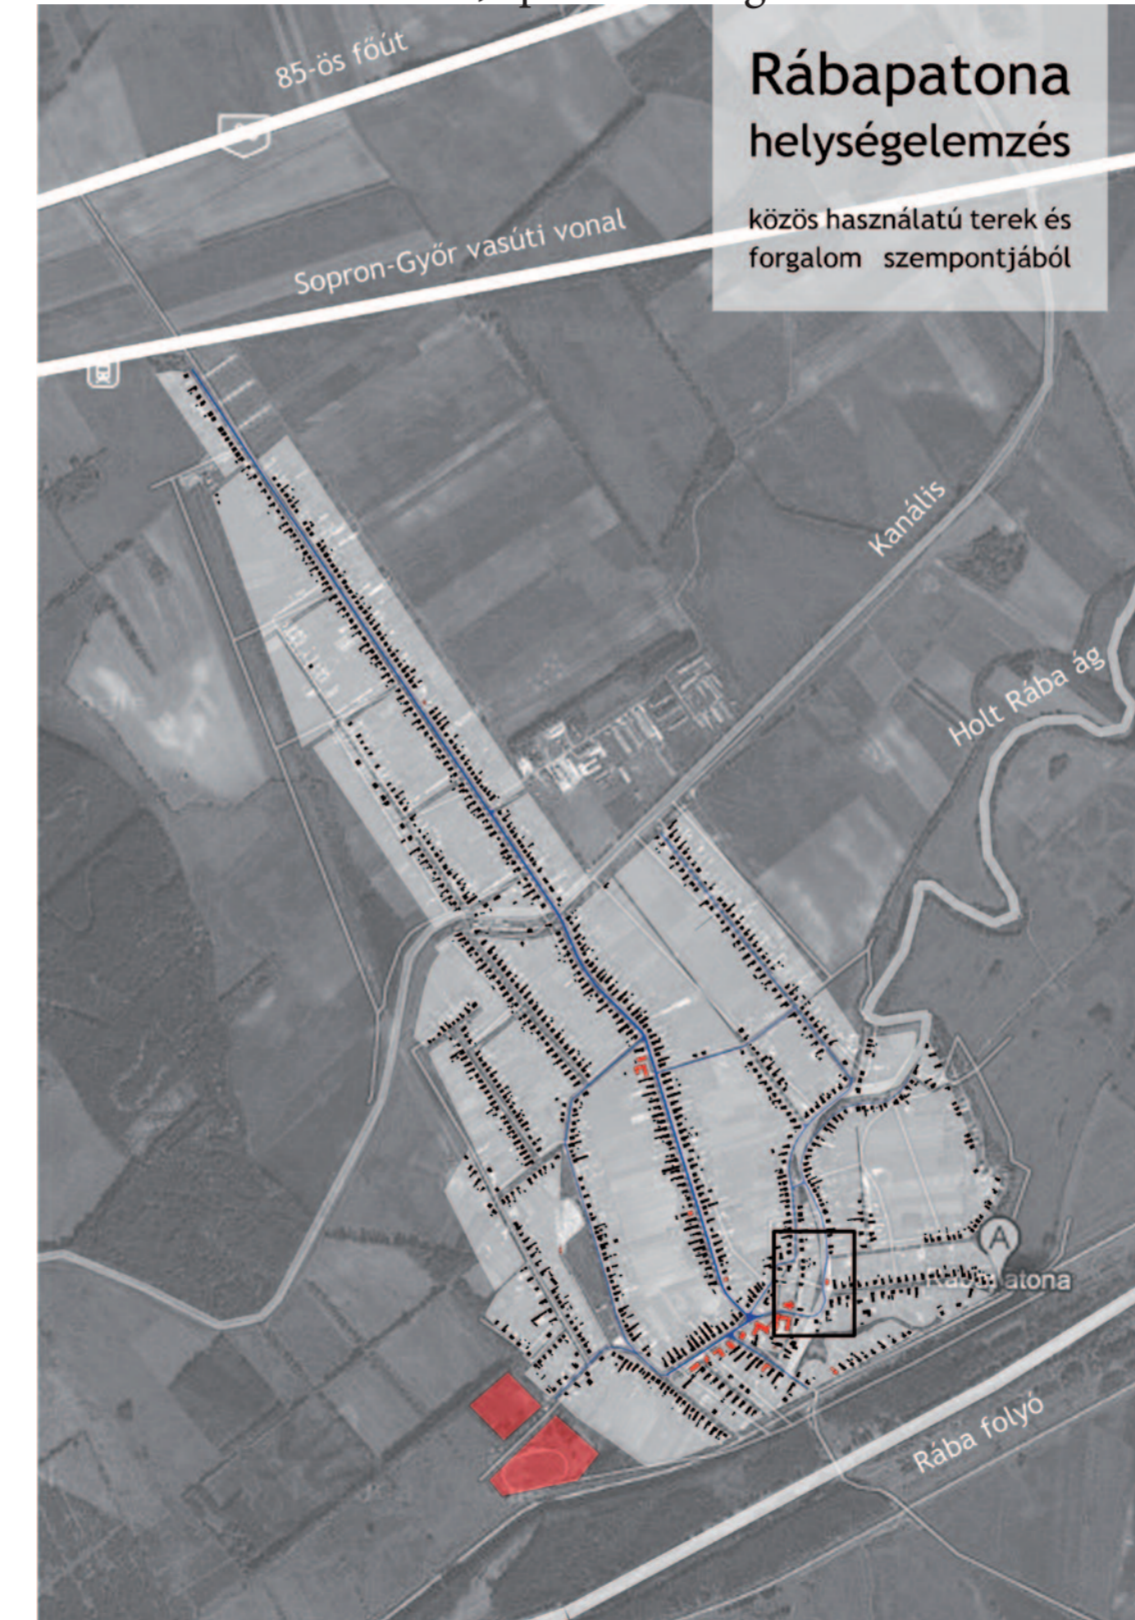 Rábapatona
helységelemzés
közös használatú terek és
forgalom szempontjából
85-ös főút
Sopron-Győr vasúti vonal
Kanális
Holt Rába ág
A
Rábapatona
Rába folyó